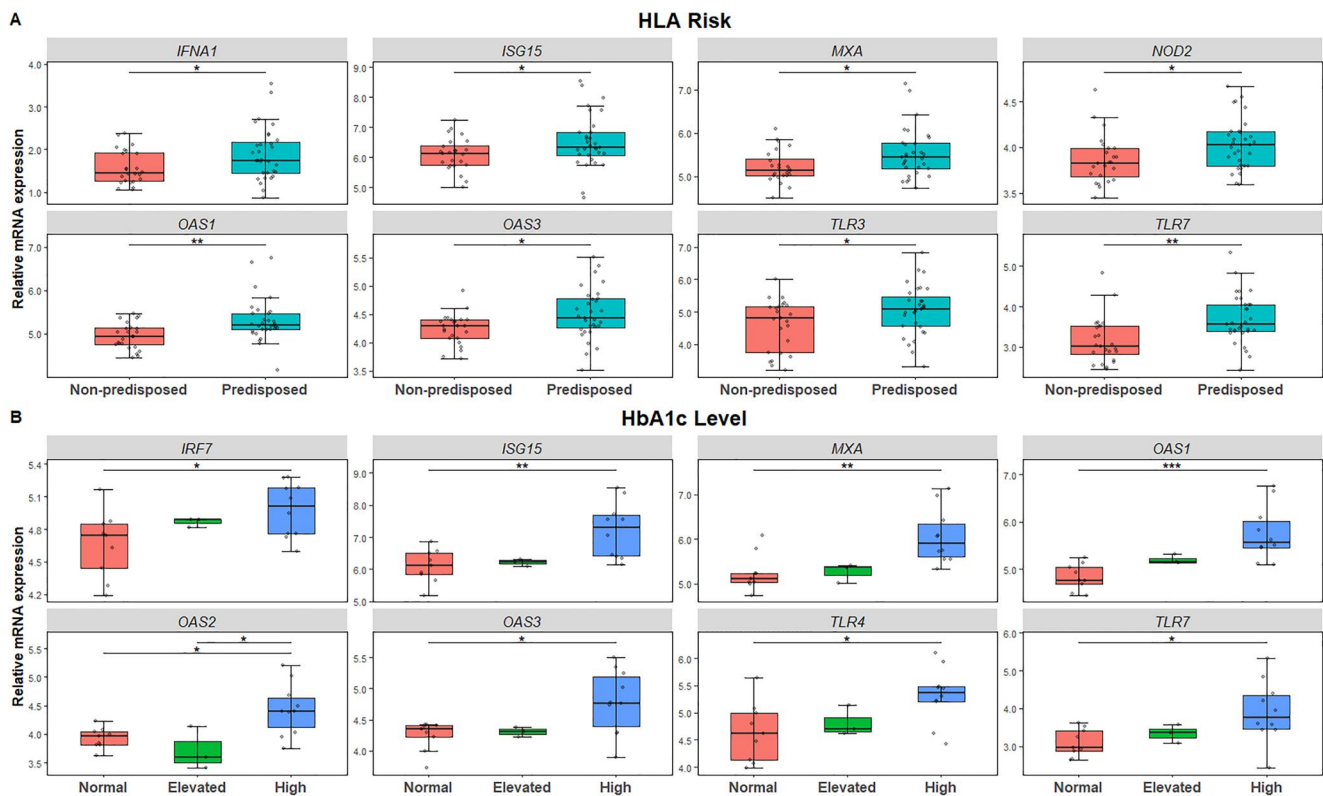 A
HLA Risk
IFNA1 ISG15 MXA NOD2
* * * *
4.0 3.0 2.0 1.0
9.0 8.0 7.0 6.0 5.0
7.0 6.0 5.0
4.5 4.0 3.5
Relative mRNA expression
OAS1 OAS3 TLR3 TLR7
** * * **
7.0 6.0 5.0
5.5 5.0 4.5 4.0 3.5
7.0 6.0 5.0 4.0
5.0 4.0 3.0
Non-predisposed Predisposed Non-predisposed Predisposed Non-predisposed Predisposed Non-predisposed Predisposed
B
HbA1c Level
IRF7 ISG15 MXA OAS1
* ** ** ***
5.4 5.1 4.8 4.5 4.2
9.0 8.0 7.0 6.0 5.0
7.0 6.0 5.0
7.0 6.0 5.0
Relative mRNA expression
OAS2 OAS3 TLR4 TLR7
* * * * *
5.5 5.0 4.5 4.0 3.5
5.5 5.0 4.5 4.0
6.0 5.5 5.0 4.5 4.0
6.0 5.0 4.0 3.0
Normal Elevated High Normal Elevated High Normal Elevated High Normal Elevated High